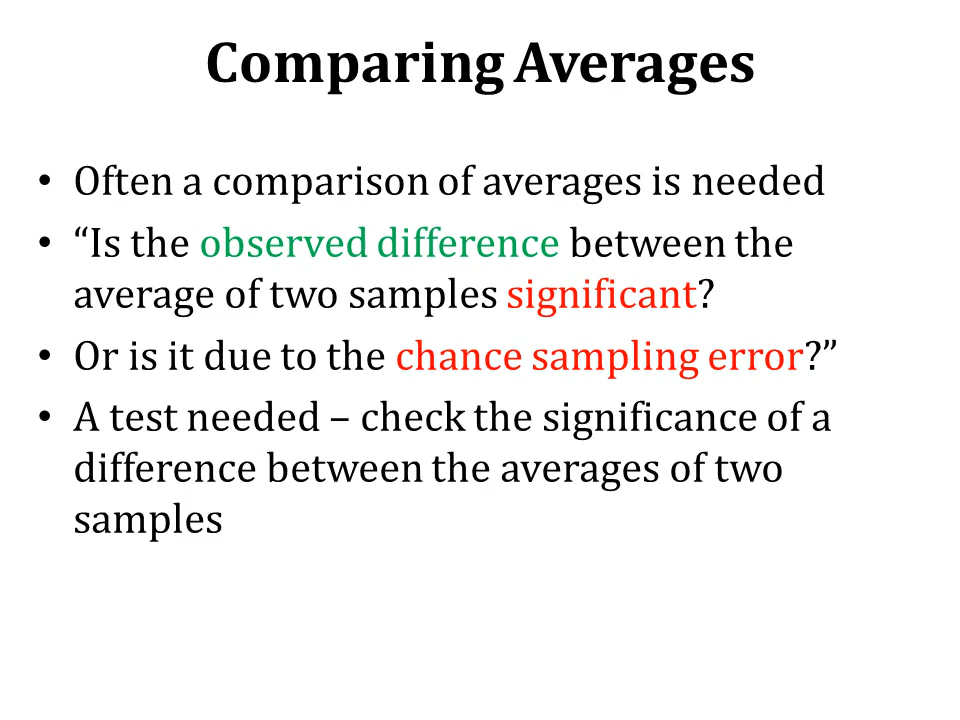 Comparing Averages
• Often a comparison of averages is needed
• “Is the observed difference between the
average of two samples significant?
• Or is it due to the chance sampling error?”
• A test needed – check the significance of a
difference between the averages of two
samples